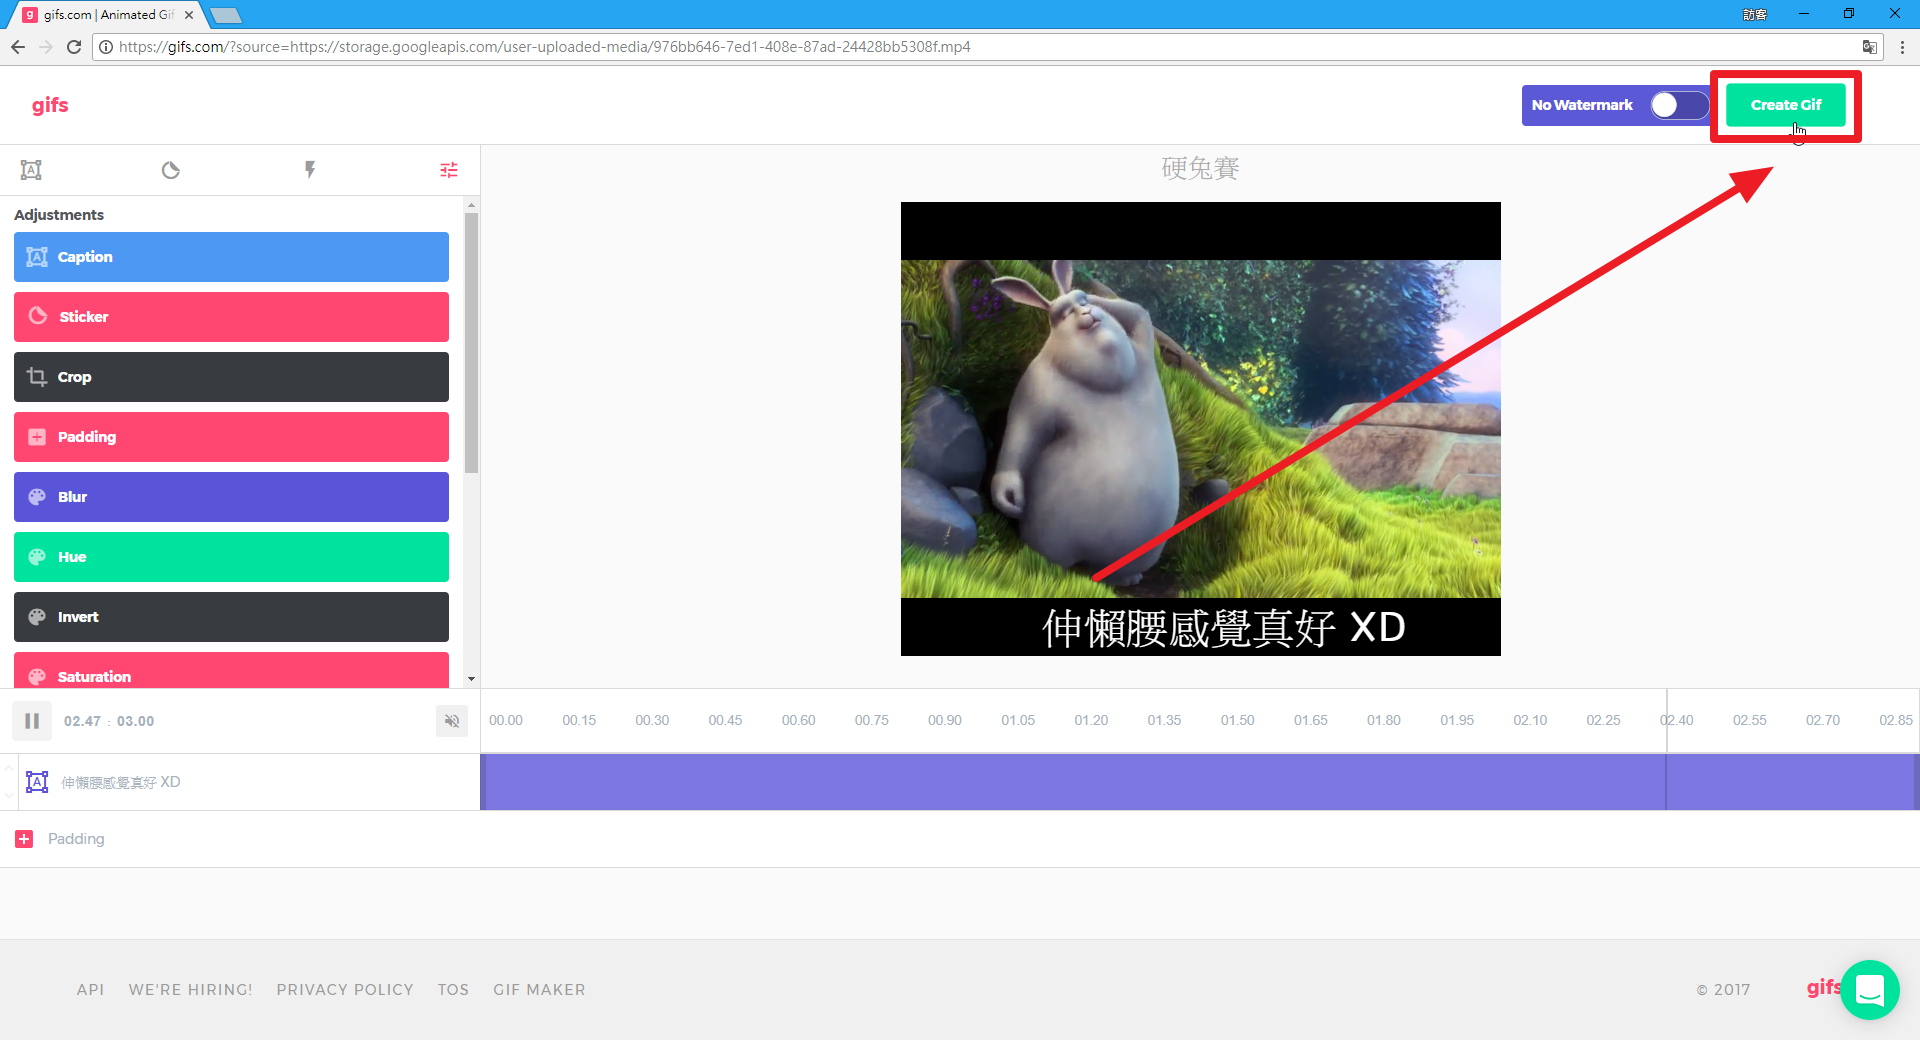 g gifs.com | Animated Gif
訪客
https://gifs.com/?source=https://storage.googleapis.com/user-uploaded-media/976bb646-7ed1-408e-87ad-24428bb5308f.mp4
gifs
No Watermark
Create Gif
A
硬兔賽
Adjustments
A Caption
Sticker
Crop
Padding
Blur
Hue
Invert
Saturation
伸懶腰感覺真好 XD
02.47 : 03.00
00.00 00.15 00.30 00.45 00.60 00.75 00.90 01.05 01.20 01.35 01.50 01.65 01.80 01.95 02.10 02.25 02.40 02.55 02.70 02.85
A 伸懶腰感覺真好 XD
Padding
API WE'RE HIRING! PRIVACY POLICY TOS GIF MAKER
© 2017
gifs